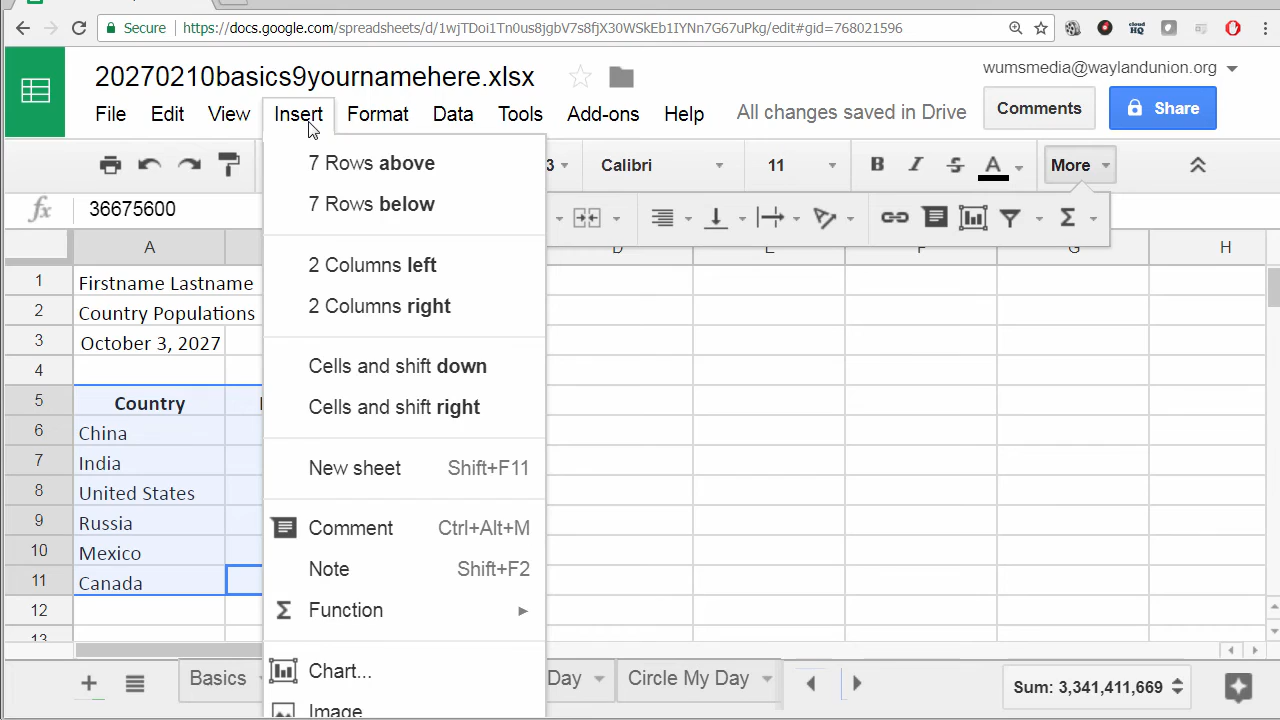 Secure https://docs.google.com/spreadsheets/d/1wjTDoi1Tn0us8jgbV7s8fjX30WSkEb1IYNn7G67uPkg/edit#gid=768021596
20270210basics9yournamehere.xlsx
wumsmedia@waylandunion.org
File Edit View Insert Format Data Tools Add-ons Help All changes saved in Drive Comments Share
3 Calibri 11 B I S A More
fx 36675600
7 Rows above
7 Rows below
2 Columns left
2 Columns right
Cells and shift down
Cells and shift right
New sheet Shift+F11
Comment Ctrl+Alt+M
Note Shift+F2
Σ Function
Chart...
Image
Σ
A D E F G H
1 Firstname Lastname
2 Country Populations
3 October 3, 2027
4
5 Country
6 China
7 India
8 United States
9 Russia
10 Mexico
11 Canada
12
13
Basics Day Circle My Day Sum: 3,341,411,669